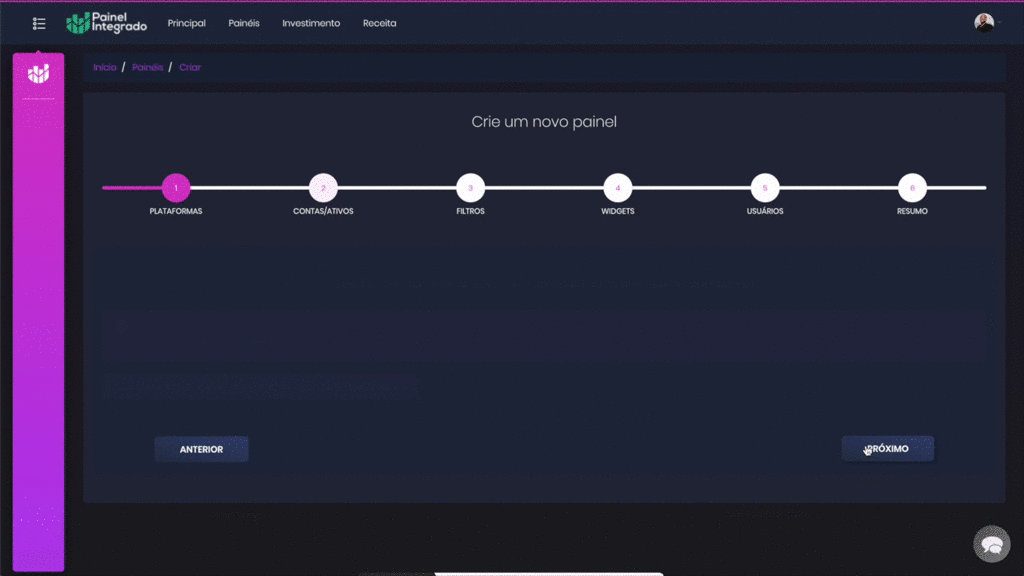 Painel
Integrado
Principal
Painéis
Investimento
Receita
Início / Painéis / Criar
Crie um novo painel
1
2
3
4
5
6
PLATAFORMAS
CONTAS/ATIVOS
FILTROS
WIDGETS
USUÁRIOS
RESUMO
ANTERIOR
PRÓXIMO